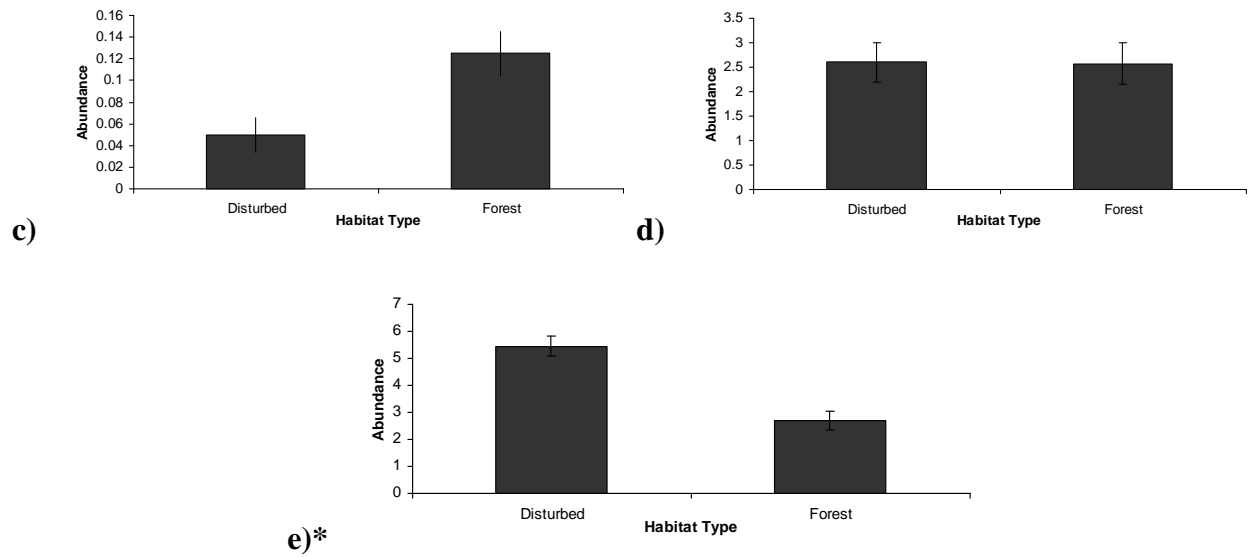 0.16
0.14
0.12
0.1
0.08
0.06
0.04
0.02
0
Abundance
Disturbed
Forest
Habitat Type
c)
3.5
3
2.5
2
1.5
1
0.5
0
Abundance
Disturbed
Forest
Habitat Type
d)
7
6
5
4
3
2
1
0
Abundance
Disturbed
Forest
Habitat Type
e)*